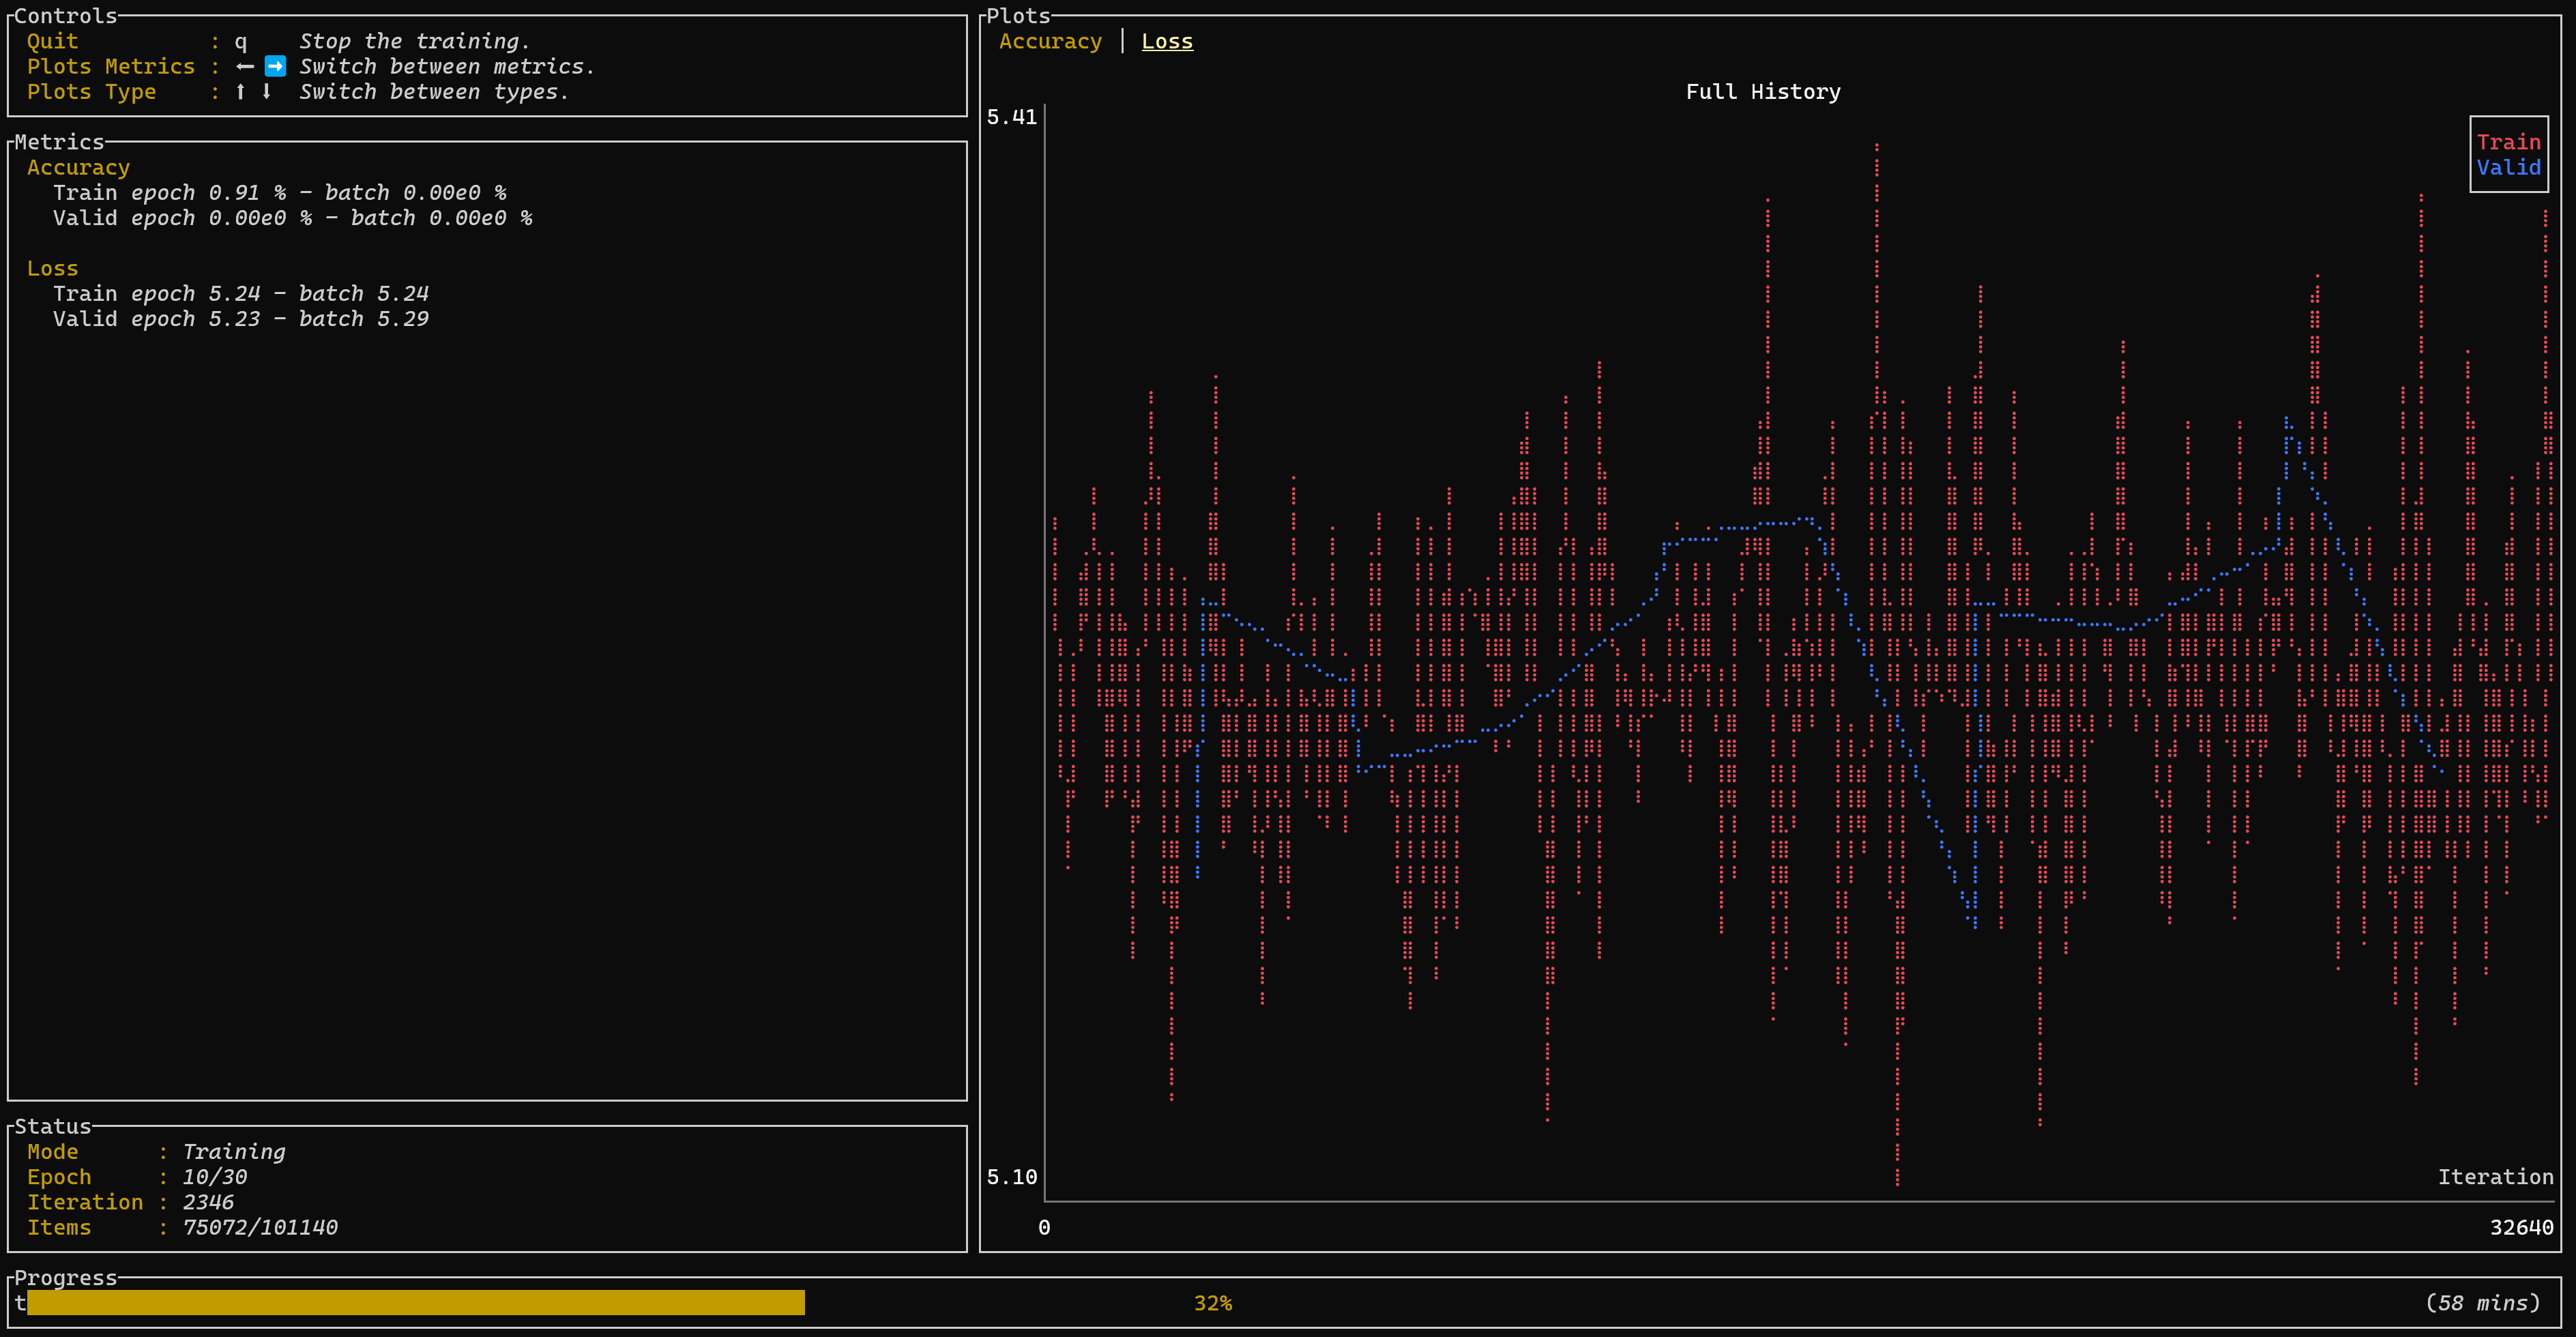 Controls
Quit : q Stop the training.
Plots Metrics : ← ➡ Switch between metrics.
Plots Type : ↑ ↓ Switch between types.
Metrics
Accuracy
Train epoch 0.91 % - batch 0.00e0 %
Valid epoch 0.00e0 % - batch 0.00e0 %
Loss
Train epoch 5.24 - batch 5.24
Valid epoch 5.23 - batch 5.29
Status
Mode : Training
Epoch : 10/30
Iteration : 2346
Items : 75072/101140
Plots
Accuracy | Loss
Full History
5.41
Train
Valid
5.10
Iteration
0 32640
Progress
t 32% (58 mins)